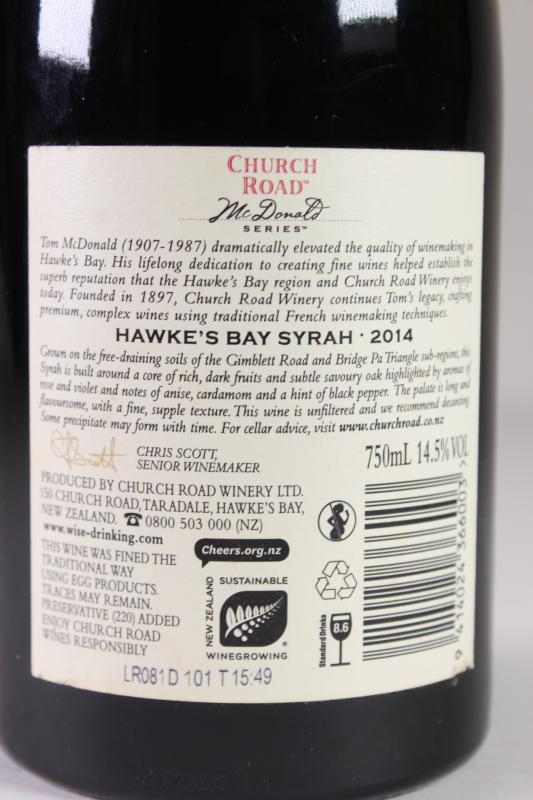 CHURCH
ROAD™
McDonald
SERIES™
Tom McDonald (1907-1987) dramatically elevated the quality of winemaking in
Hawke's Bay. His lifelong dedication to creating fine wines helped establish the
superb reputation that the Hawke's Bay region and Church Road Winery enjoys
today. Founded in 1897, Church Road Winery continues Tom's legacy, crafting
premium, complex wines using traditional French winemaking techniques.
HAWKE'S BAY SYRAH · 2014
Grown on the free-draining soils of the Gimblett Road and Bridge Pa Triangle sub-regions, this
Syrah is built around a core of rich, dark fruits and subtle savoury oak highlighted by aromas of
rose and violet and notes of anise, cardamom and a hint of black pepper. The palate is long and
flavoursome, with a fine, supple texture. This wine is unfiltered and we recommend decanting.
Some precipitate may form with time. For cellar advice, visit www.churchroad.co.nz
CScott
CHRIS SCOTT,
SENIOR WINEMAKER
750mL 14.5% VOL
PRODUCED BY CHURCH ROAD WINERY LTD.
150 CHURCH ROAD, TARADALE, HAWKE'S BAY,
NEW ZEALAND. ☎ 0800 503 000 (NZ)
www.wise-drinking.com
THIS WINE WAS FINED THE
TRADITIONAL WAY
USING EGG PRODUCTS.
TRACES MAY REMAIN.
PRESERVATIVE (220) ADDED
ENJOY CHURCH ROAD
WINES RESPONSIBLY
Cheers.org.nz
SUSTAINABLE
NEW ZEALAND
WINEGROWING
®
Standard Drinks
8.6
9 414024 366003 >
LR081D 101 T 15:49